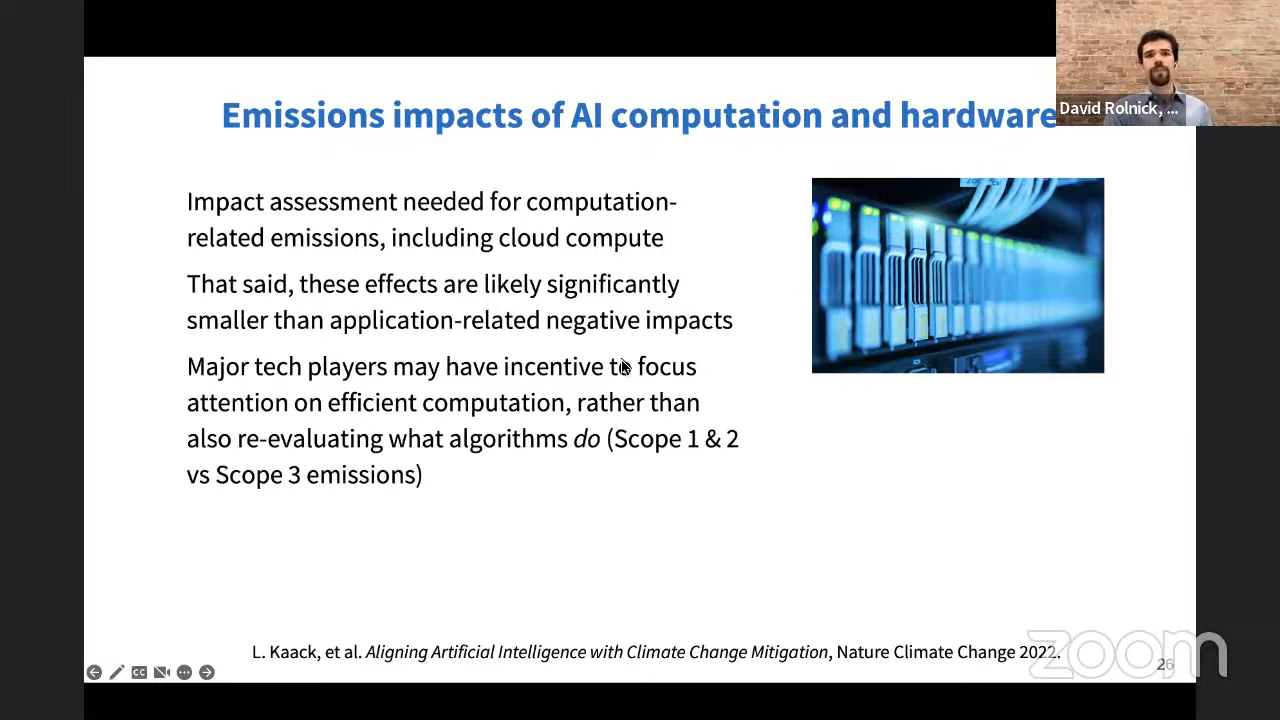 Emissions impacts of AI computation and hardware
David Rolnick, ...
Impact assessment needed for computation-
related emissions, including cloud compute
That said, these effects are likely significantly
smaller than application-related negative impacts
Major tech players may have incentive to focus
attention on efficient computation, rather than
also re-evaluating what algorithms do (Scope 1 & 2
vs Scope 3 emissions)
L. Kaack, et al. Aligning Artificial Intelligence with Climate Change Mitigation, Nature Climate Change 2022.
26
zoom